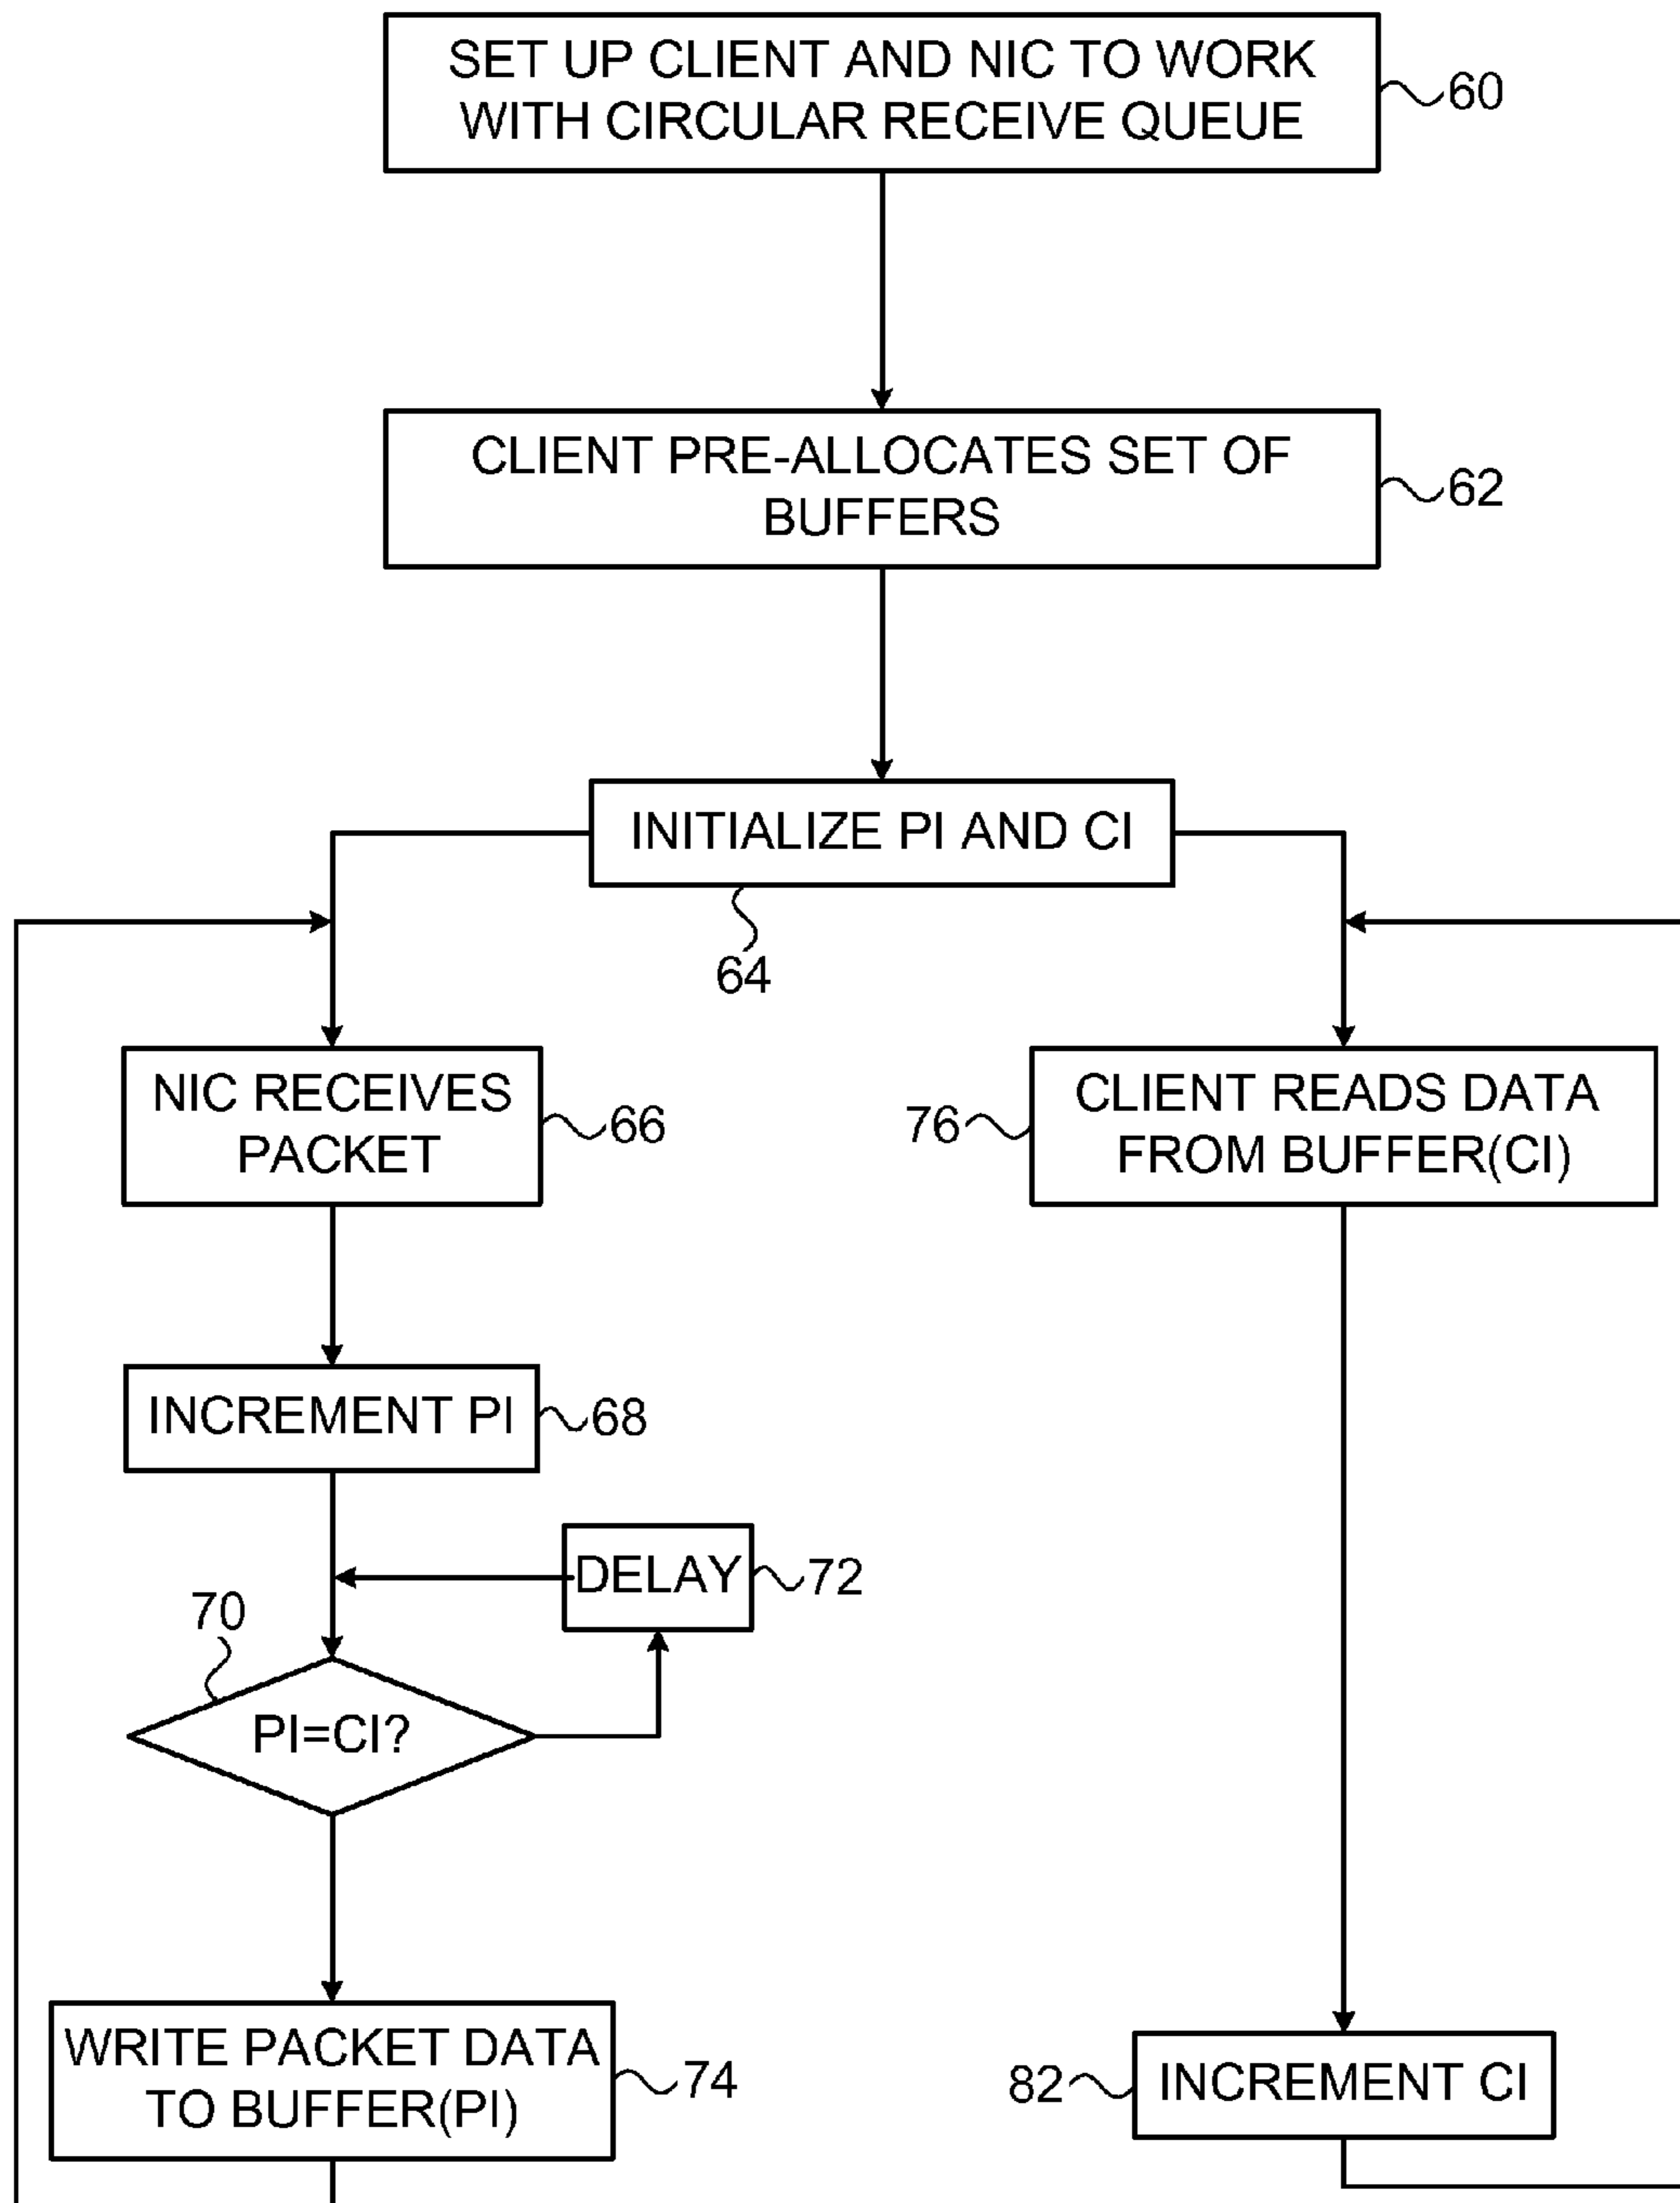 SET UP CLIENT AND NIC TO WORK
WITH CIRCULAR RECEIVE QUEUE
60
CLIENT PRE-ALLOCATES SET OF
BUFFERS
62
INITIALIZE PI AND CI
64
NIC RECEIVES
PACKET
66
76
CLIENT READS DATA
FROM BUFFER(CI)
INCREMENT PI
68
DELAY
72
70
PI=CI?
WRITE PACKET DATA
TO BUFFER(PI)
74
82
INCREMENT CI